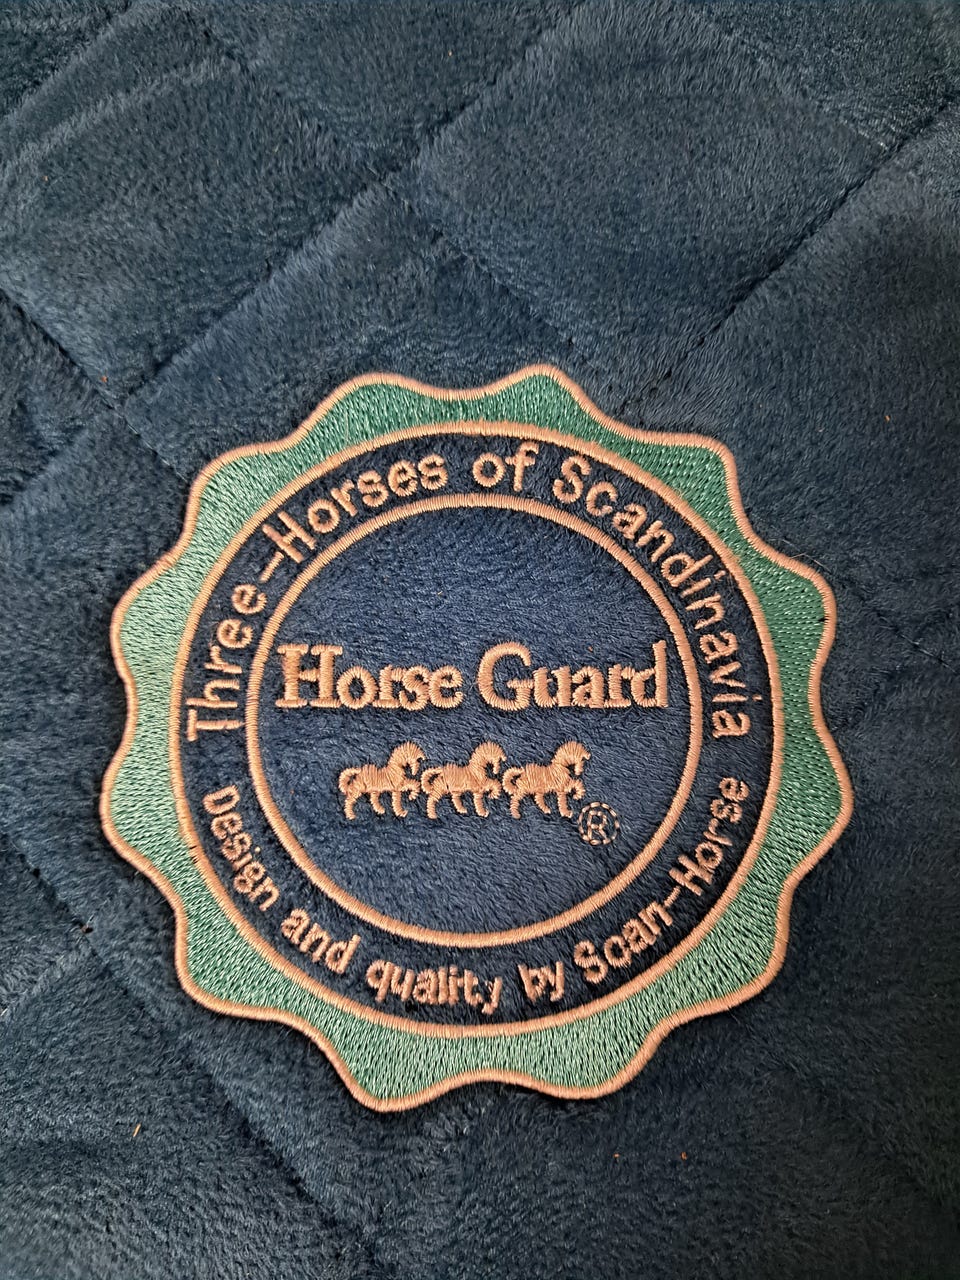 Three-Horses of Scandinavia
Horse Guard
®
Design and quality by Scan-Horse